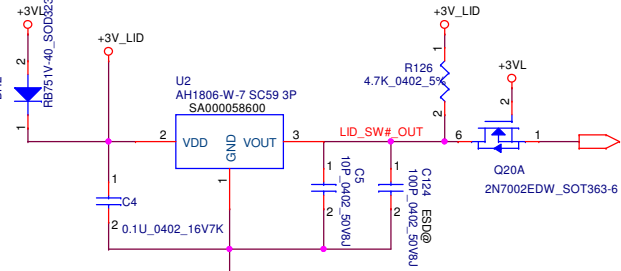 +3VL
+3V_LID
+3V_LID
2
RB751V-40_SOD323
1
U2
AH1806-W-7 SC59 3P
SA000058600
2
VDD
GND
VOUT
3
1
LID_SW#_OUT
1
R126
4.7K_0402_5%
2
+3VL
2
6
1
Q20A
2N7002EDW_SOT363-6
1
C4
2
0.1U_0402_16V7K
1
C5
10P_0402_50V8J
2
1
C124
ESD@
100P_0402_50V8J
2